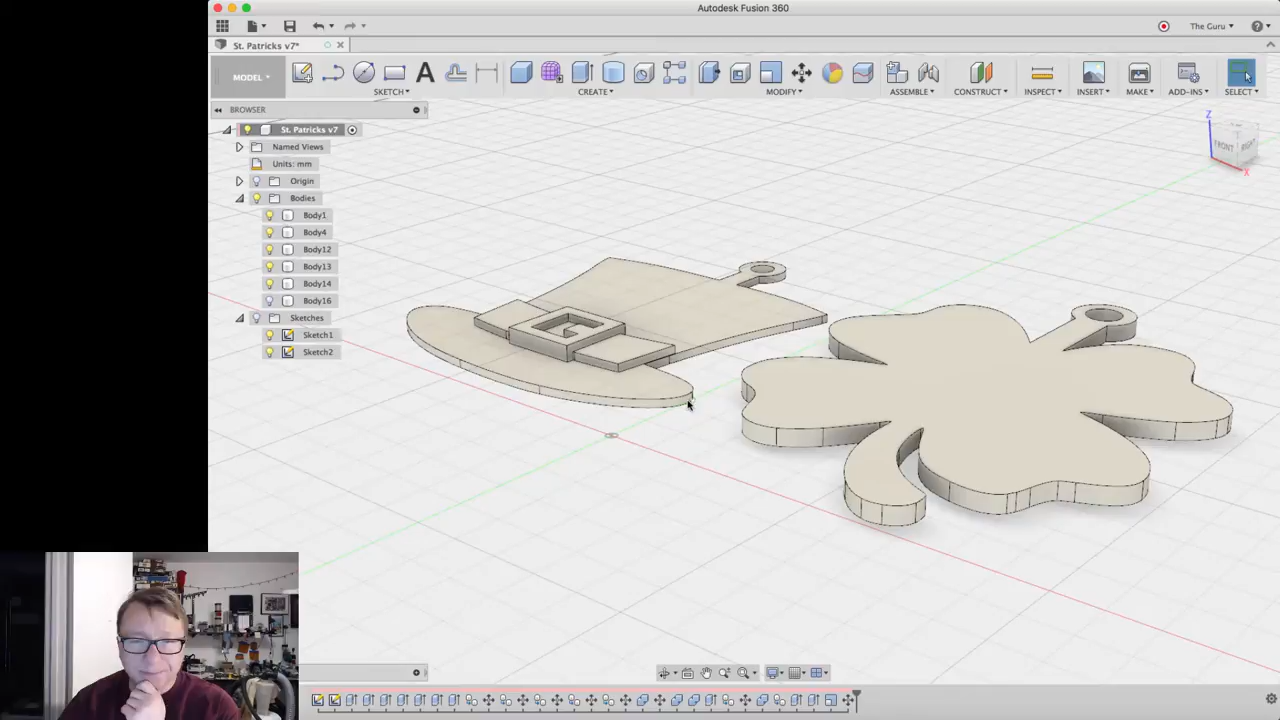 Autodesk Fusion 360
The Guru
St. Patricks v7*
MODEL
SKETCH
CREATE
MODIFY
ASSEMBLE
CONSTRUCT
INSPECT
INSERT
MAKE
ADD-INS
SELECT
BROWSER
St. Patricks v7
Named Views
Units: mm
Origin
Bodies
Body1
Body4
Body12
Body13
Body14
Body16
Sketches
Sketch1
Sketch2
Z
FRONT
RIGHT
X